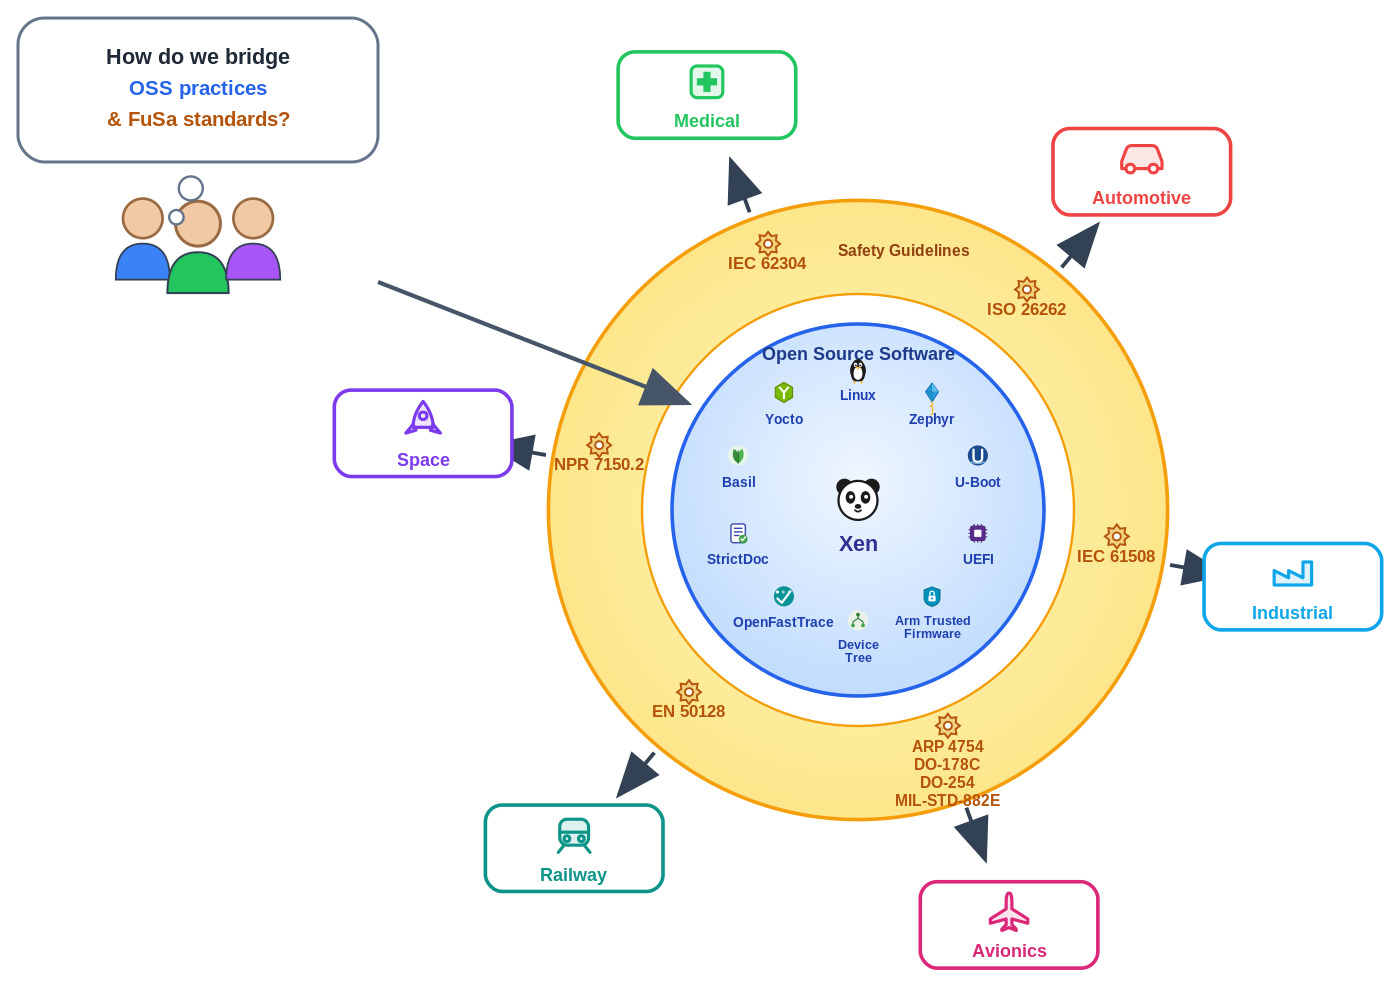 How do we bridge
OSS practices
& FuSa standards?
Medical
Automotive
Safety Guidelines
IEC 62304
ISO 26262
Open Source Software
Linux
Yocto
Zephyr
Space
NPR 7150.2
Basil
U-Boot
Xen
StrictDoc
UEFI
IEC 61508
Industrial
OpenFastTrace
Arm Trusted
Firmware
Device
Tree
EN 50128
ARP 4754
DO-178C
DO-254
MIL-STD-882E
Railway
Avionics